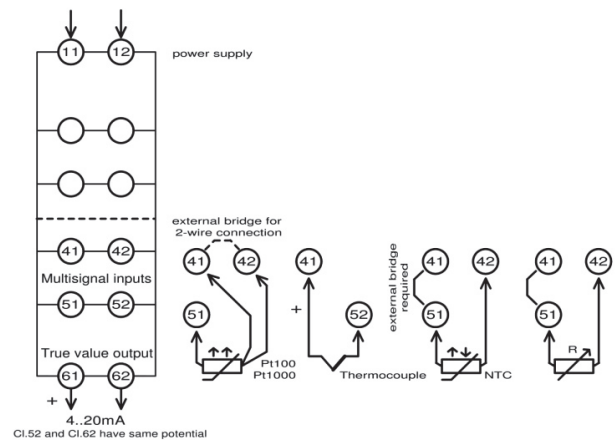 11 12
power supply
41 42
Multisignal inputs
51 52
True value output
61 62
+
4..20mA
Cl.52 and Cl.62 have same potential
external bridge for
2-wire connection
41 42
51
Pt100
Pt1000
41
+
52
Thermocouple
external bridge
required
41 42
51
NTC
41 42
51
R